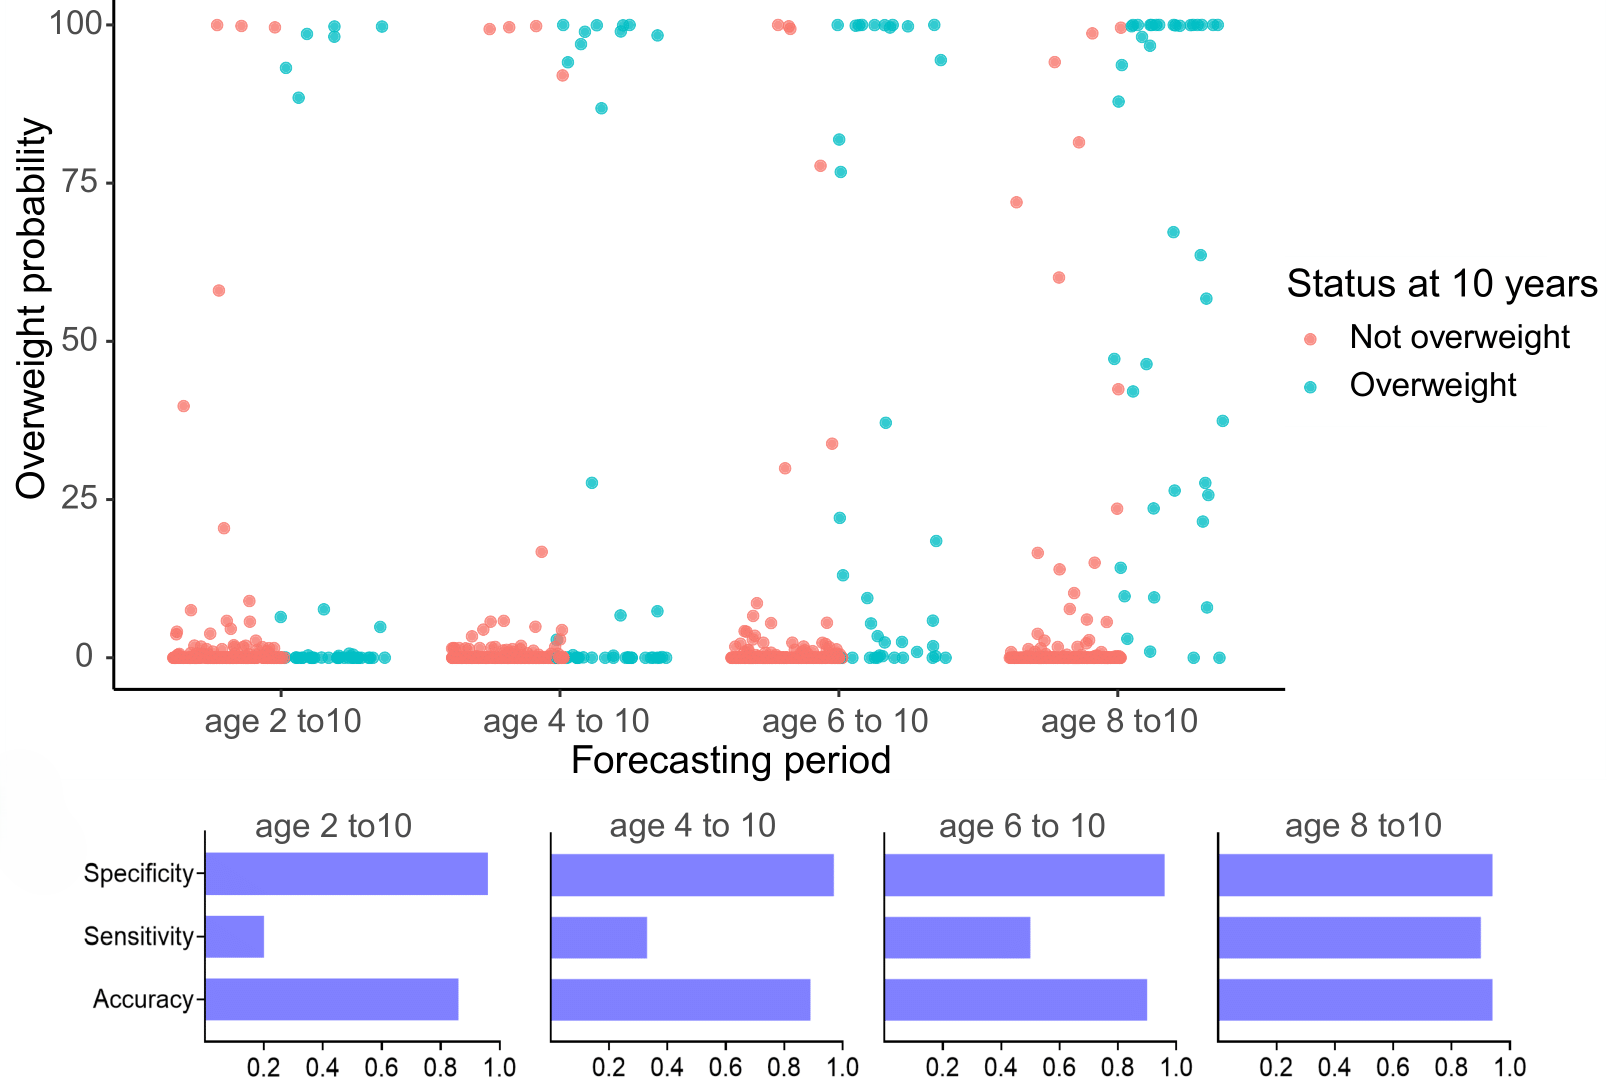 100
75
50
25
0
Overweight probability
age 2 to10
age 4 to 10
age 6 to 10
age 8 to10
Forecasting period
Status at 10 years
Not overweight
Overweight
age 2 to10
age 4 to 10
age 6 to 10
age 8 to10
Specificity
Sensitivity
Accuracy
0.2 0.4 0.6 0.8 1.0
0.2 0.4 0.6 0.8 1.0
0.2 0.4 0.6 0.8 1.0
0.2 0.4 0.6 0.8 1.0